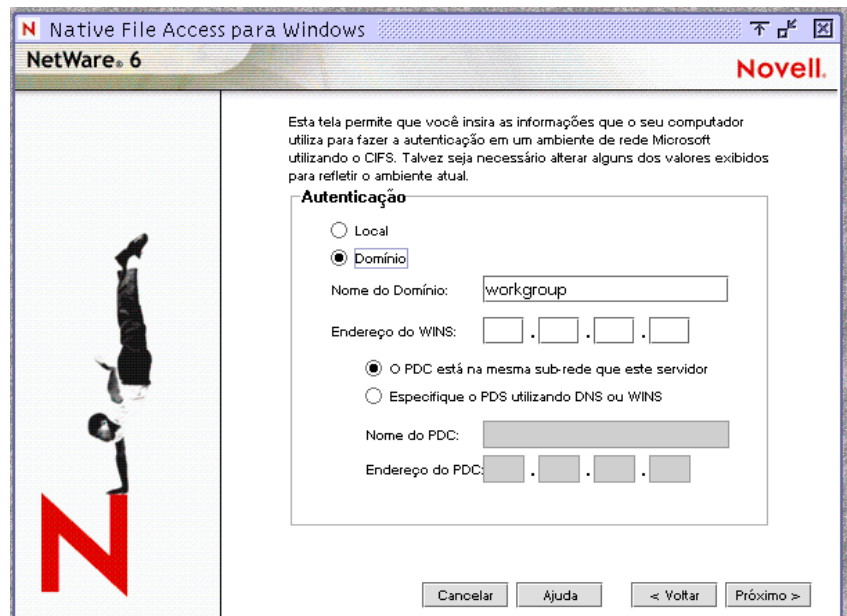 N Native File Access para Windows
NetWare. 6
Novell.
Esta tela permite que você insira as informações que o seu computador
utiliza para fazer a autenticação em um ambiente de rede Microsoft
utilizando o CIFS. Talvez seja necessário alterar alguns dos valores exibidos
para refletir o ambiente atual.
Autenticação
Local
Domínio
Nome do Domínio: workgroup
Endereço do WINS: . . .
O PDC está na mesma sub-rede que este servidor
Especifique o PDS utilizando DNS ou WINS
Nome do PDC:
Endereço do PDC: . . .
N
Cancelar Ajuda < Voltar Próximo >